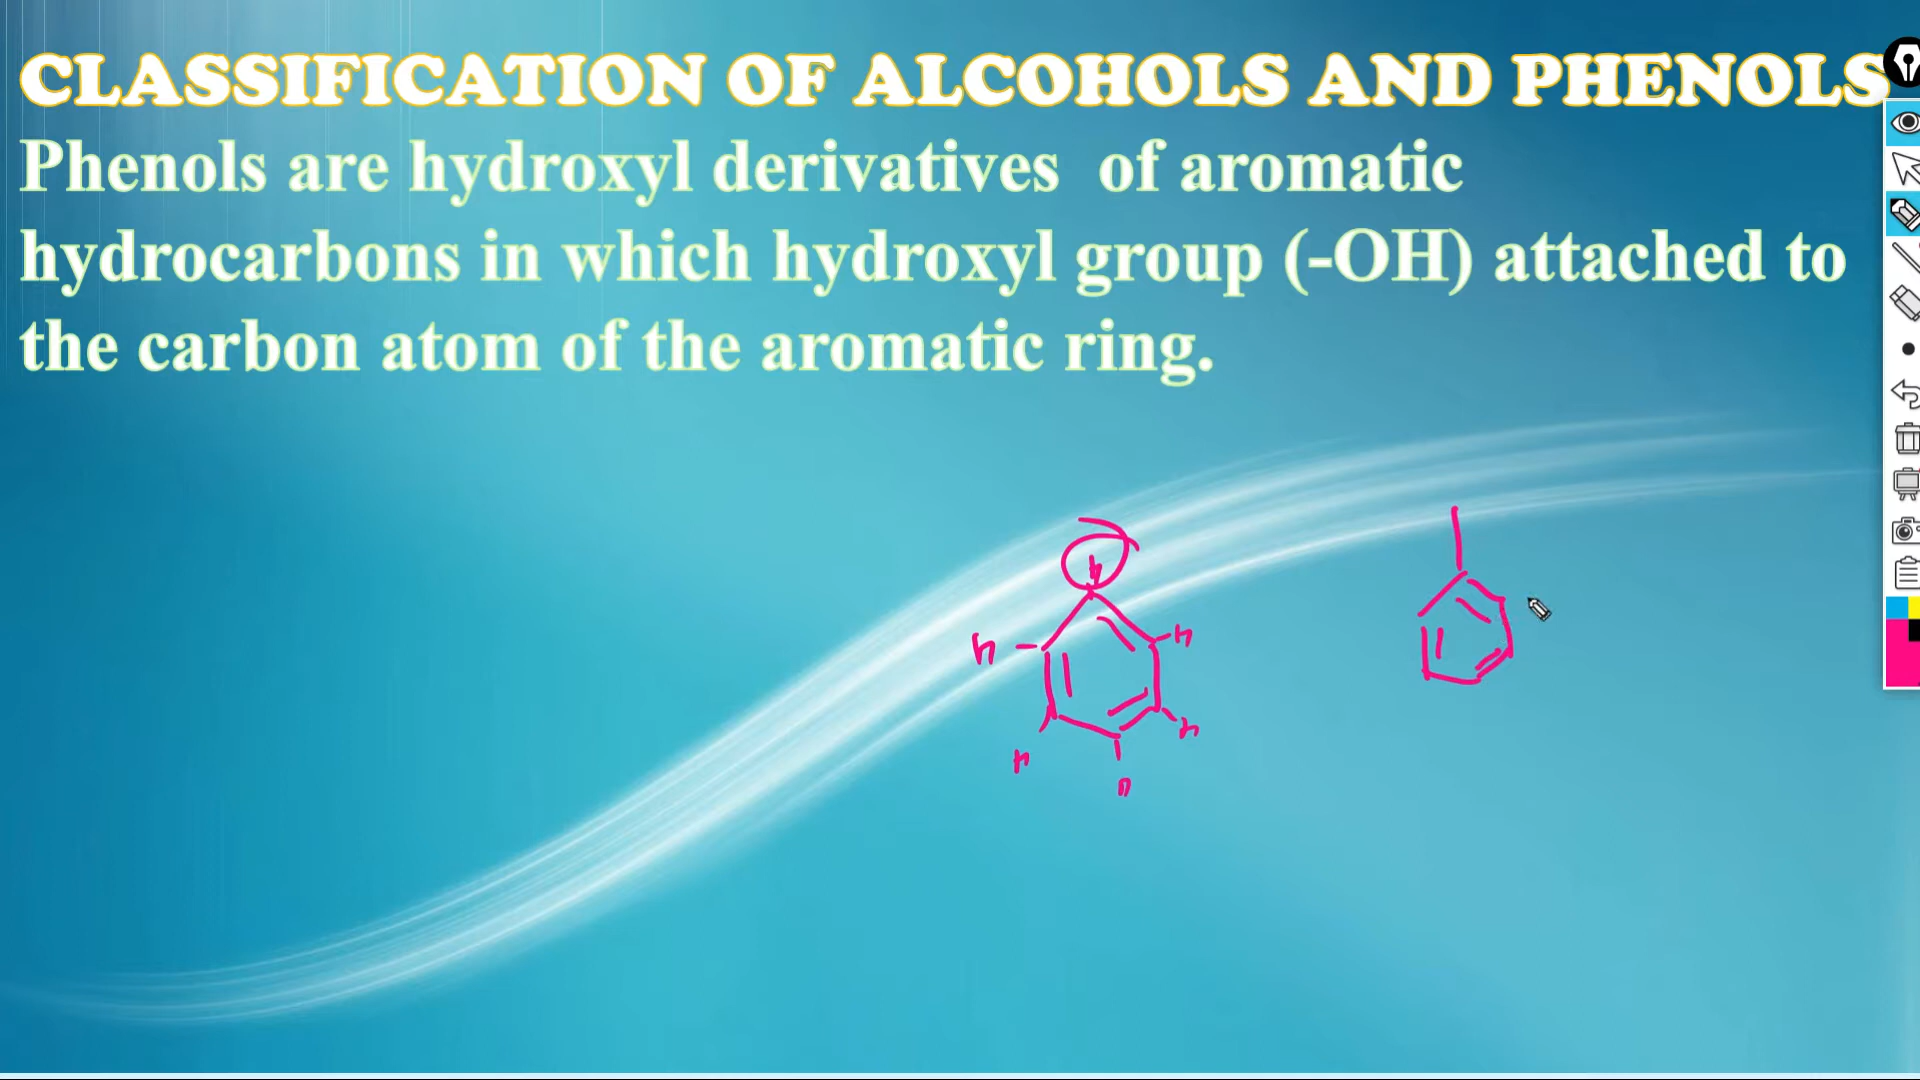 CLASSIFICATION OF ALCOHOLS AND PHENOLS
Phenols are hydroxyl derivatives of aromatic
hydrocarbons in which hydroxyl group (-OH) attached to
the carbon atom of the aromatic ring.
h
h
h